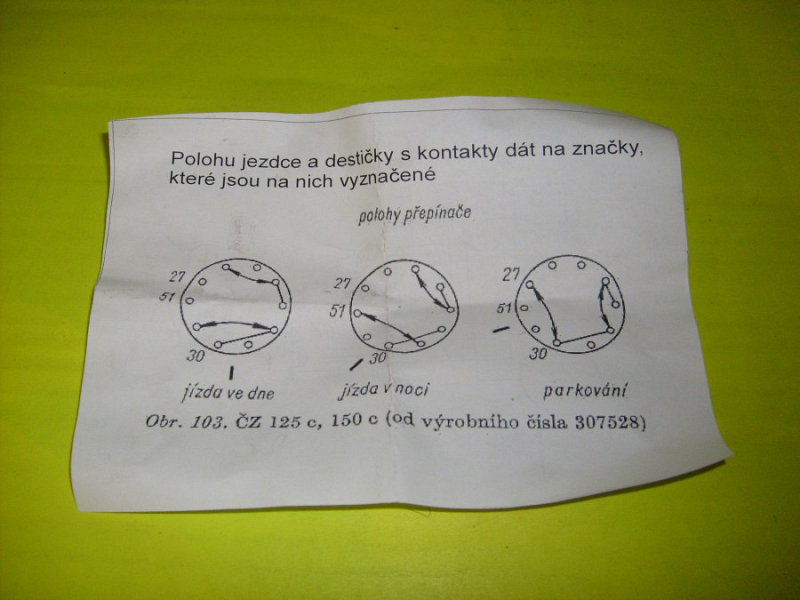 Polohu jezdce a destičky s kontakty dát na značky,
které jsou na nich vyznačené
polohy přepínače
27
51
30
27
51
30
27
51
30
jízda ve dne
jízda v noci
parkování
Obr. 103. ČZ 125 c, 150 c (od výrobního čísla 307528)